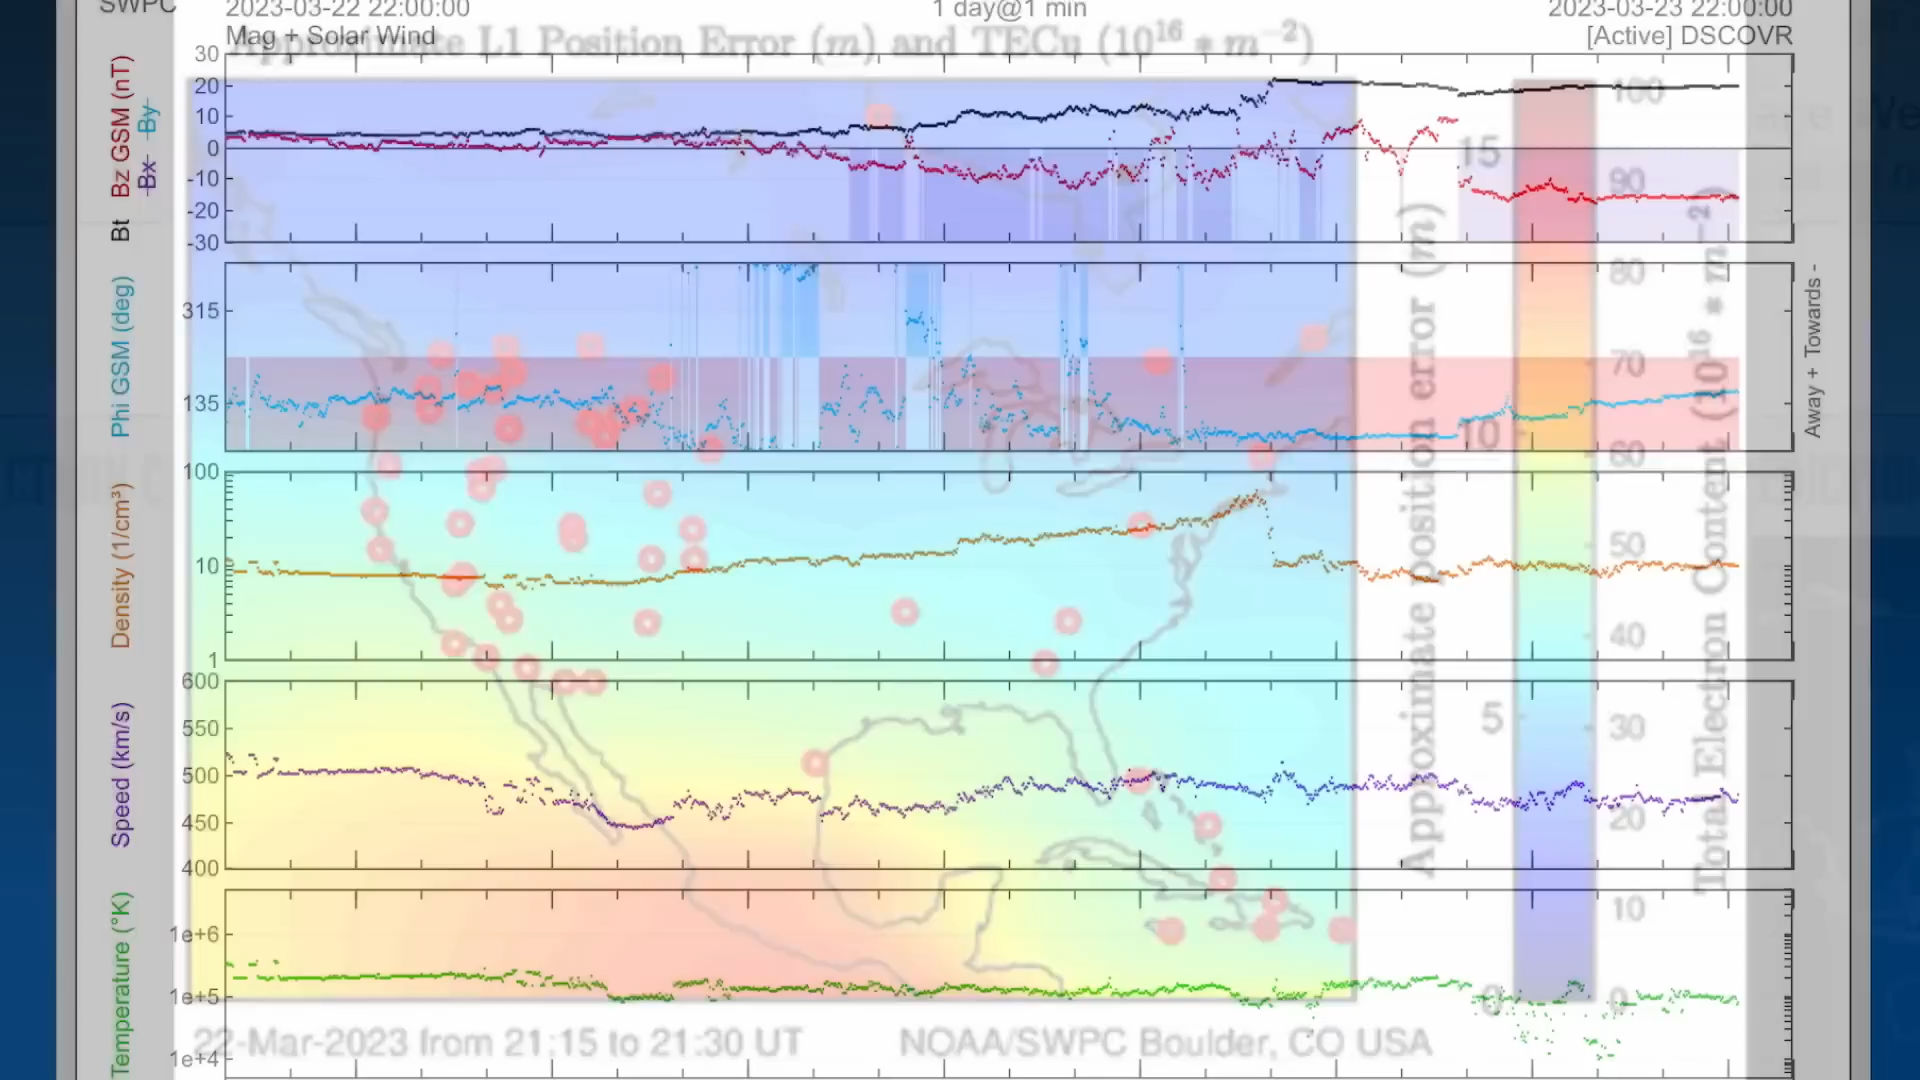 SWPC
2023-03-22 22:00:00
1 day@1 min
2023-03-23 22:00:00
Mag + Solar Wind
[Active] DSCOVR
Approximate L1 Position Error (m) and TECu (10^16 * m^-2)
Bt Bz GSM (nT)
Bx By
30
20
10
0
-10
-20
-30
Phi GSM (deg)
315
135
Away + Towards -
Density (1/cm³)
100
10
1
Speed (km/s)
600
550
500
450
400
Temperature (°K)
1e+6
1e+5
1e+4
Approximate position error (m)
15
10
5
0
100
90
80
70
60
50
40
30
20
10
0
Total Electron Content (10^16 * m^-2)
22-Mar-2023 from 21:15 to 21:30 UT
NOAA/SWPC Boulder, CO USA